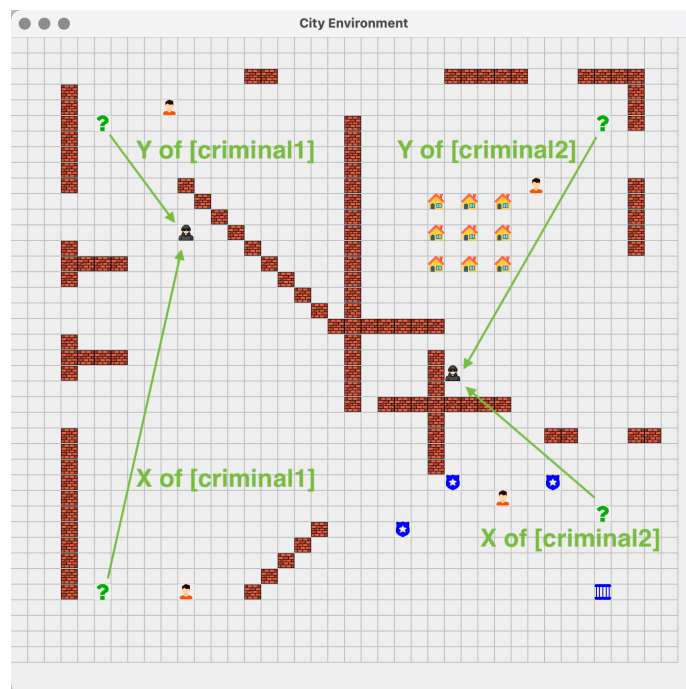 City Environment
?
?
Y of [criminal1]
Y of [criminal2]
X of [criminal1]
?
X of [criminal2]
?